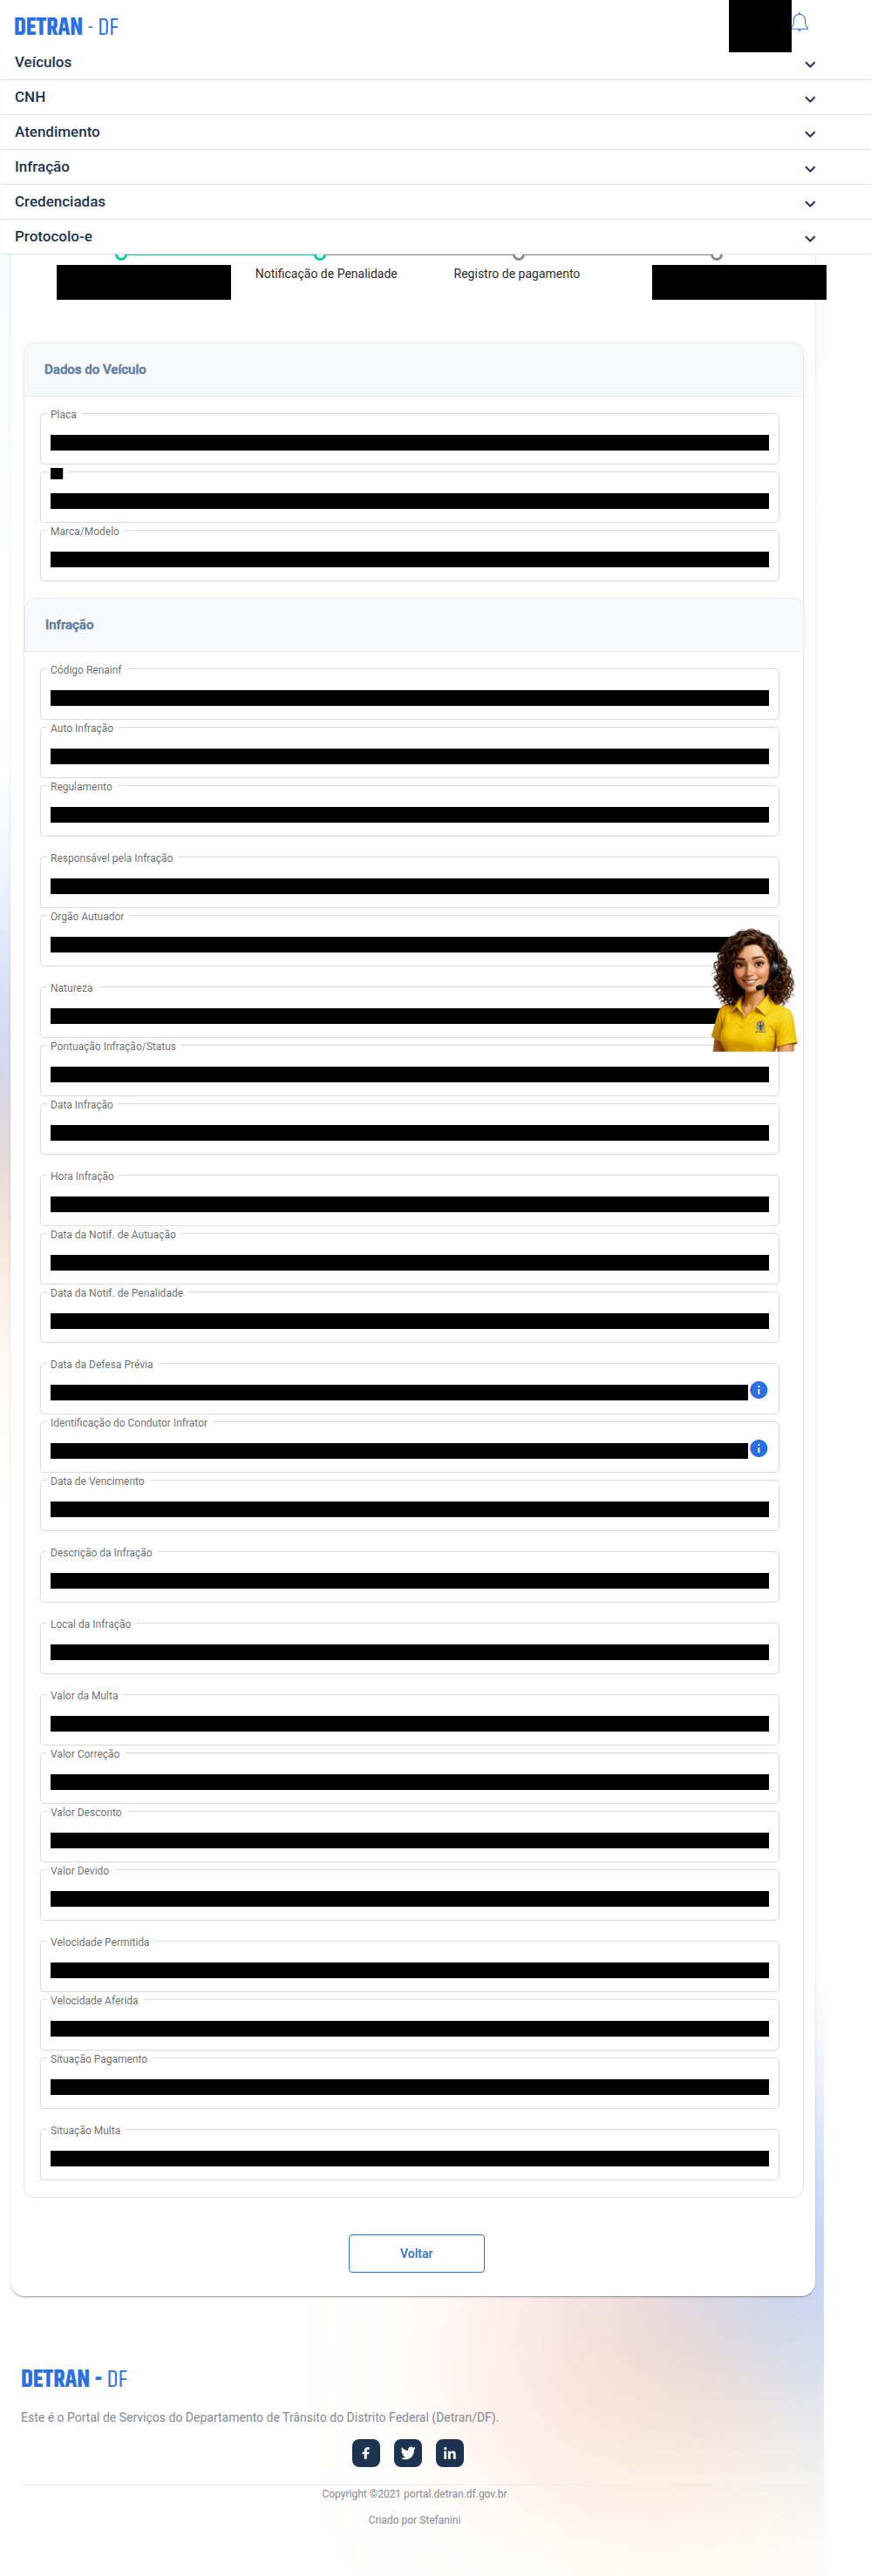 DETRAN - DF
Veículos
CNH
Atendimento
Infração
Credenciadas
Protocolo-e
Notificação de Penalidade
Registro de pagamento
Dados do Veículo
Placa
Marca/Modelo
Infração
Código Renainf
Auto Infração
Regulamento
Responsável pela Infração
Orgão Autuador
Natureza
Pontuação Infração/Status
Data Infração
Hora Infração
Data da Notif. de Autuação
Data da Notif. de Penalidade
Data da Defesa Prévia
Identificação do Condutor Infrator
Data de Vencimento
Descrição da Infração
Local da Infração
Valor da Multa
Valor Correção
Valor Desconto
Valor Devido
Velocidade Permitida
Velocidade Aferida
Situação Pagamento
Situação Multa
Voltar
DETRAN - DF
Este é o Portal de Serviços do Departamento de Trânsito do Distrito Federal (Detran/DF).
Copyright ©2021 portal.detran.df.gov.br
Criado por Stefanini